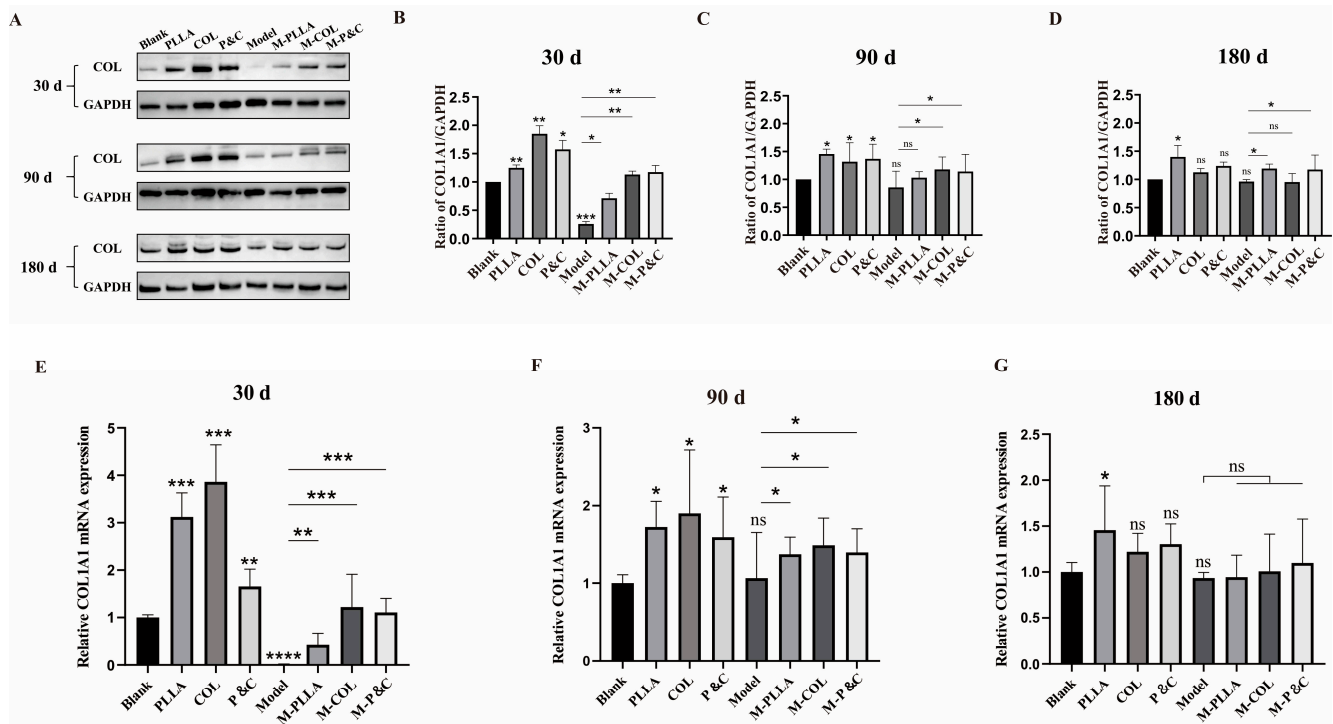 A
Blank PLLA COL P&C Model M-PLLA M-COL M-P&C
30 d
COL
GAPDH
90 d
COL
GAPDH
180 d
COL
GAPDH
B
30 d
Ratio of COL1A1/GAPDH
2.5
2.0
1.5
1.0
0.5
0.0
** ** * *** * ** **
Blank PLLA COL P&C Model M-PLLA M-COL M-P&C
C
90 d
Ratio of COL1A1/GAPDH
2.5
2.0
1.5
1.0
0.5
0.0
* * * ns ns * *
Blank PLLA COL P&C Model M-PLLA M-COL M-P&C
D
180 d
Ratio of COL1A1/GAPDH
2.5
2.0
1.5
1.0
0.5
0.0
* ns ns ns * ns *
Blank PLLA COL P&C Model M-PLLA M-COL M-P&C
E
30 d
Relative COL1A1 mRNA expression
5
4
3
2
1
0
*** *** ** **** ** *** ***
Blank PLLA COL P &C Model M-PLLA M-COL M-P&C
F
90 d
Relative COL1A1 mRNA expression
3
2
1
0
* * * ns * * *
Blank PLLA COL P &C Model M-PLLA M-COL M-P &C
G
180 d
Relative COL1A1 mRNA expression
2.5
2.0
1.5
1.0
0.5
0.0
* ns ns ns ns
Blank PLLA COL P &C Model M-PLLA M-COL M-P &C